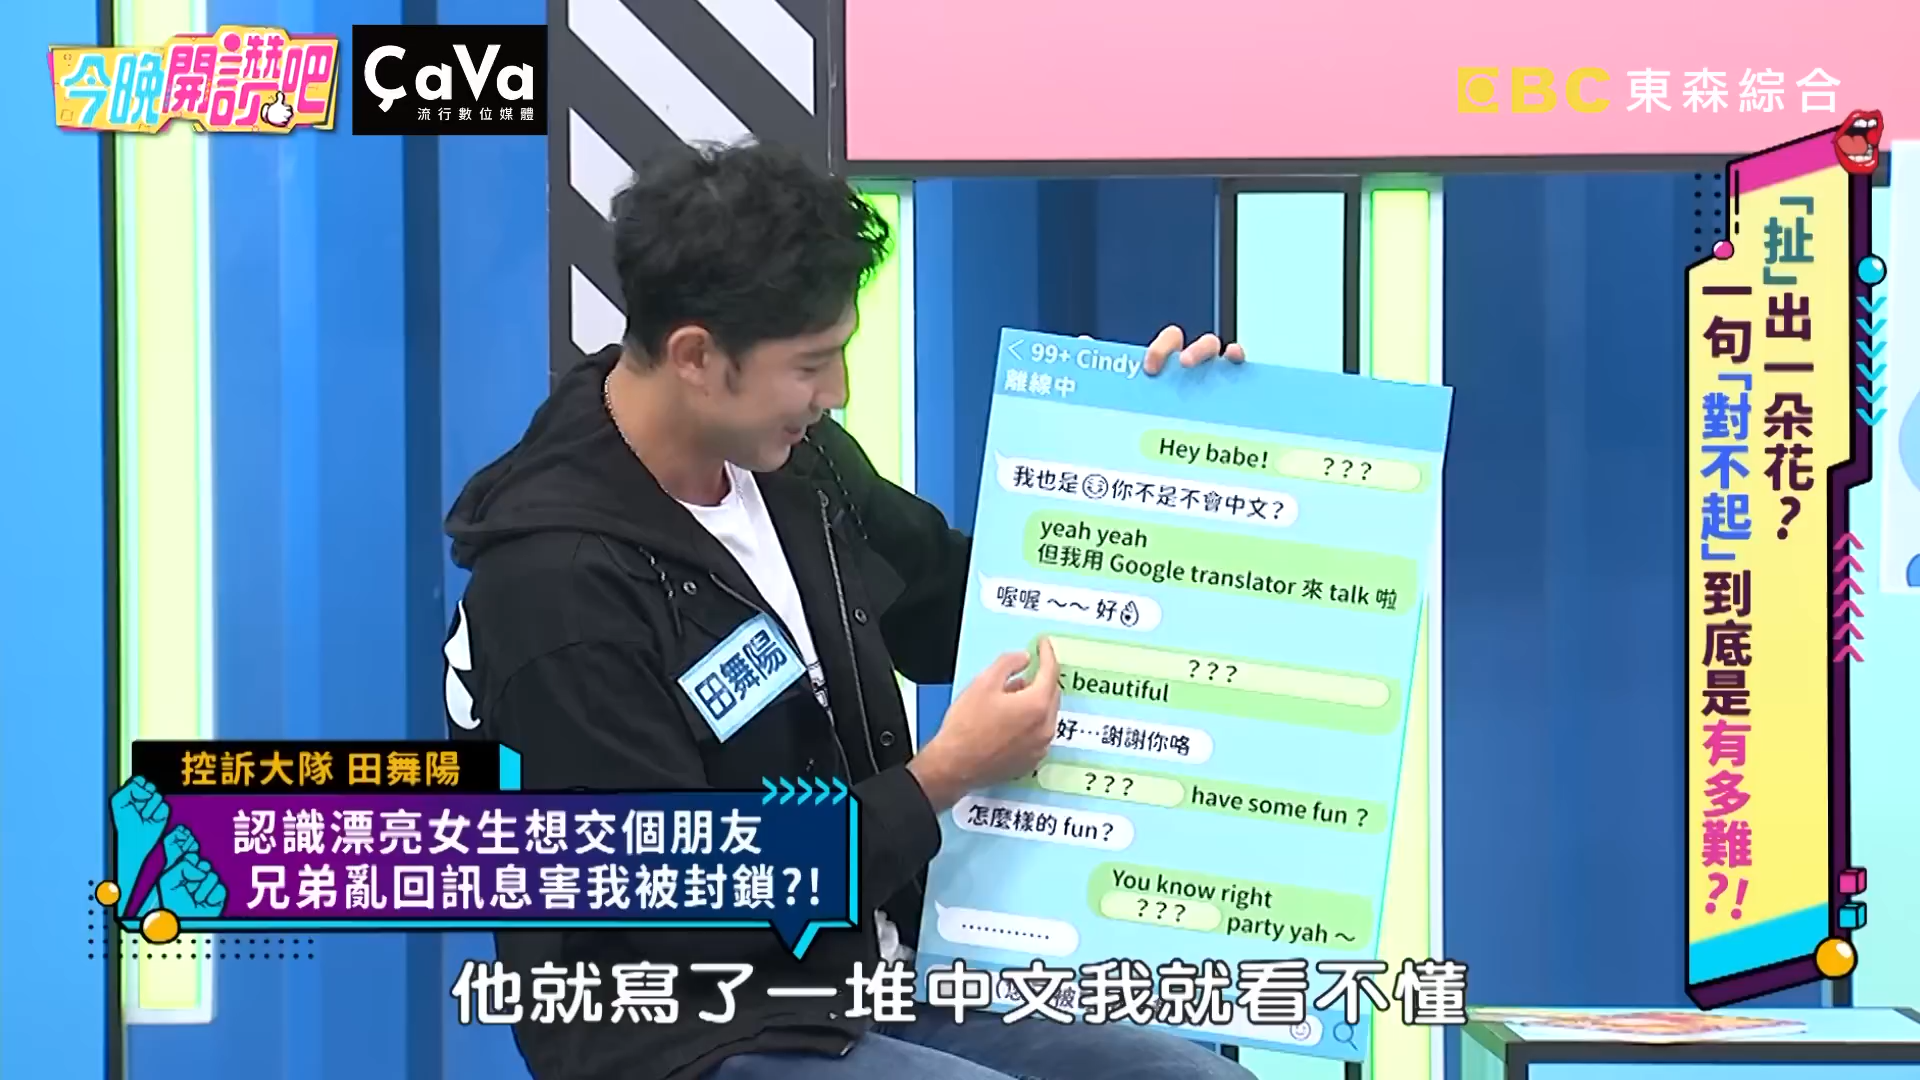 今晚開讚吧
ÇaVa
流行數位媒體
EBC 東森綜合
「扯」出一朵花?
一句「對不起」到底是有多難?!
< 99+ Cindy
離線中
Hey babe! ???
我也是 你不是不會中文?
yeah yeah
但我用 Google translator 來 talk 啦
喔喔 ~~ 好
???
beautiful
好…謝謝你咯
??? have some fun ?
怎麼樣的 fun?
You know right
??? party yah ~
…………
田舞陽
控訴大隊 田舞陽
認識漂亮女生想交個朋友
兄弟亂回訊息害我被封鎖?!
他就寫了一堆中文我就看不懂